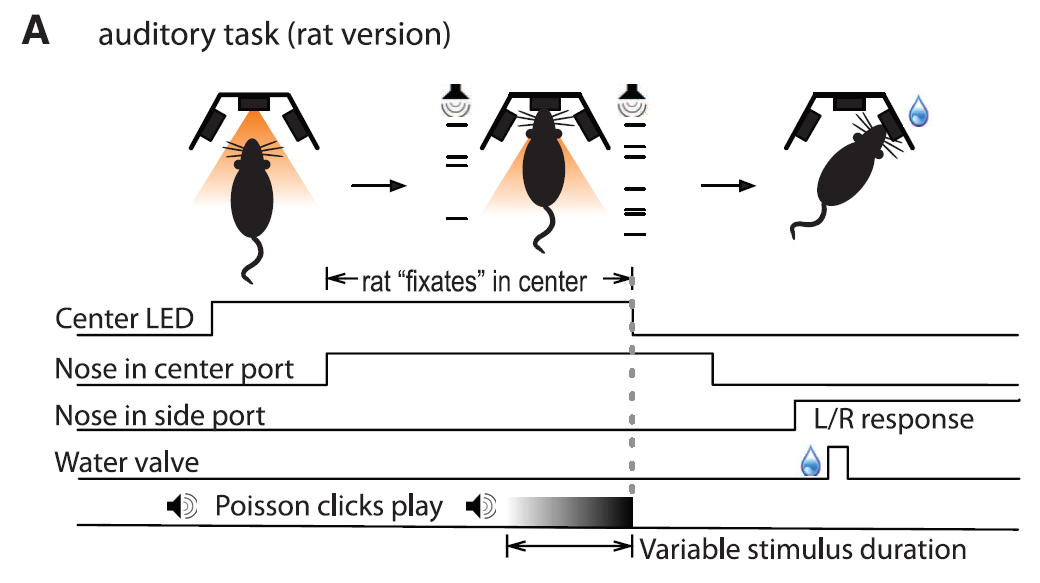 A auditory task (rat version)
rat “fixates” in center
Center LED
Nose in center port
Nose in side port
L/R response
Water valve
Poisson clicks play
Variable stimulus duration